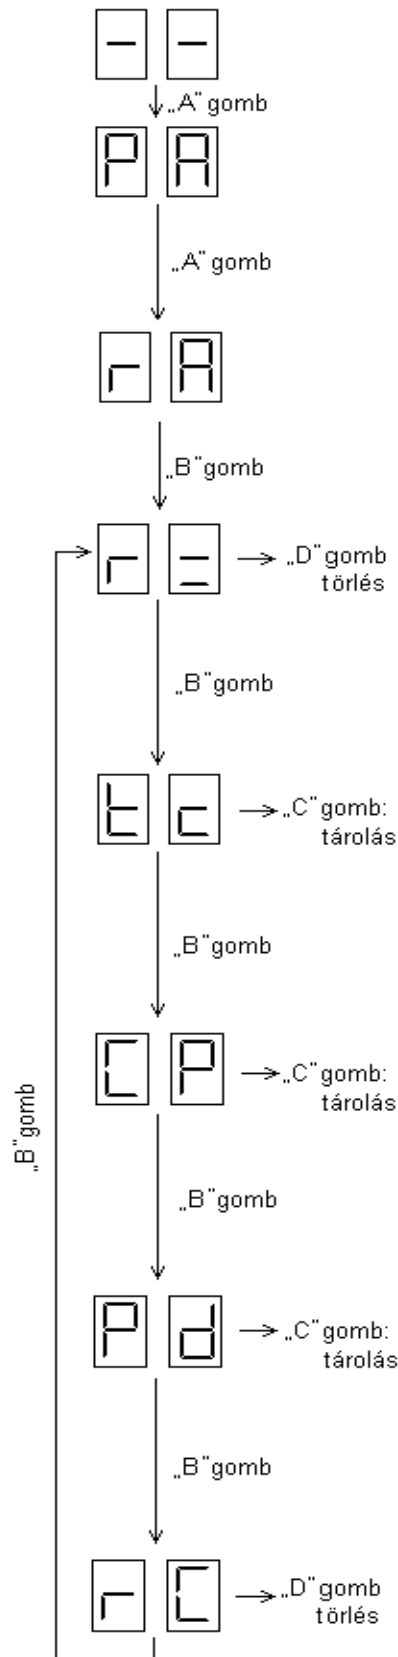 – –
„A” gomb
P A
„A” gomb
r A
„B” gomb
r =
„D” gomb
törlés
„B” gomb
t c
„C” gomb:
tárolás
„B” gomb
C P
„C” gomb:
tárolás
„B” gomb
„B” gomb
P d
„C” gomb:
tárolás
„B” gomb
r C
„D” gomb
törlés